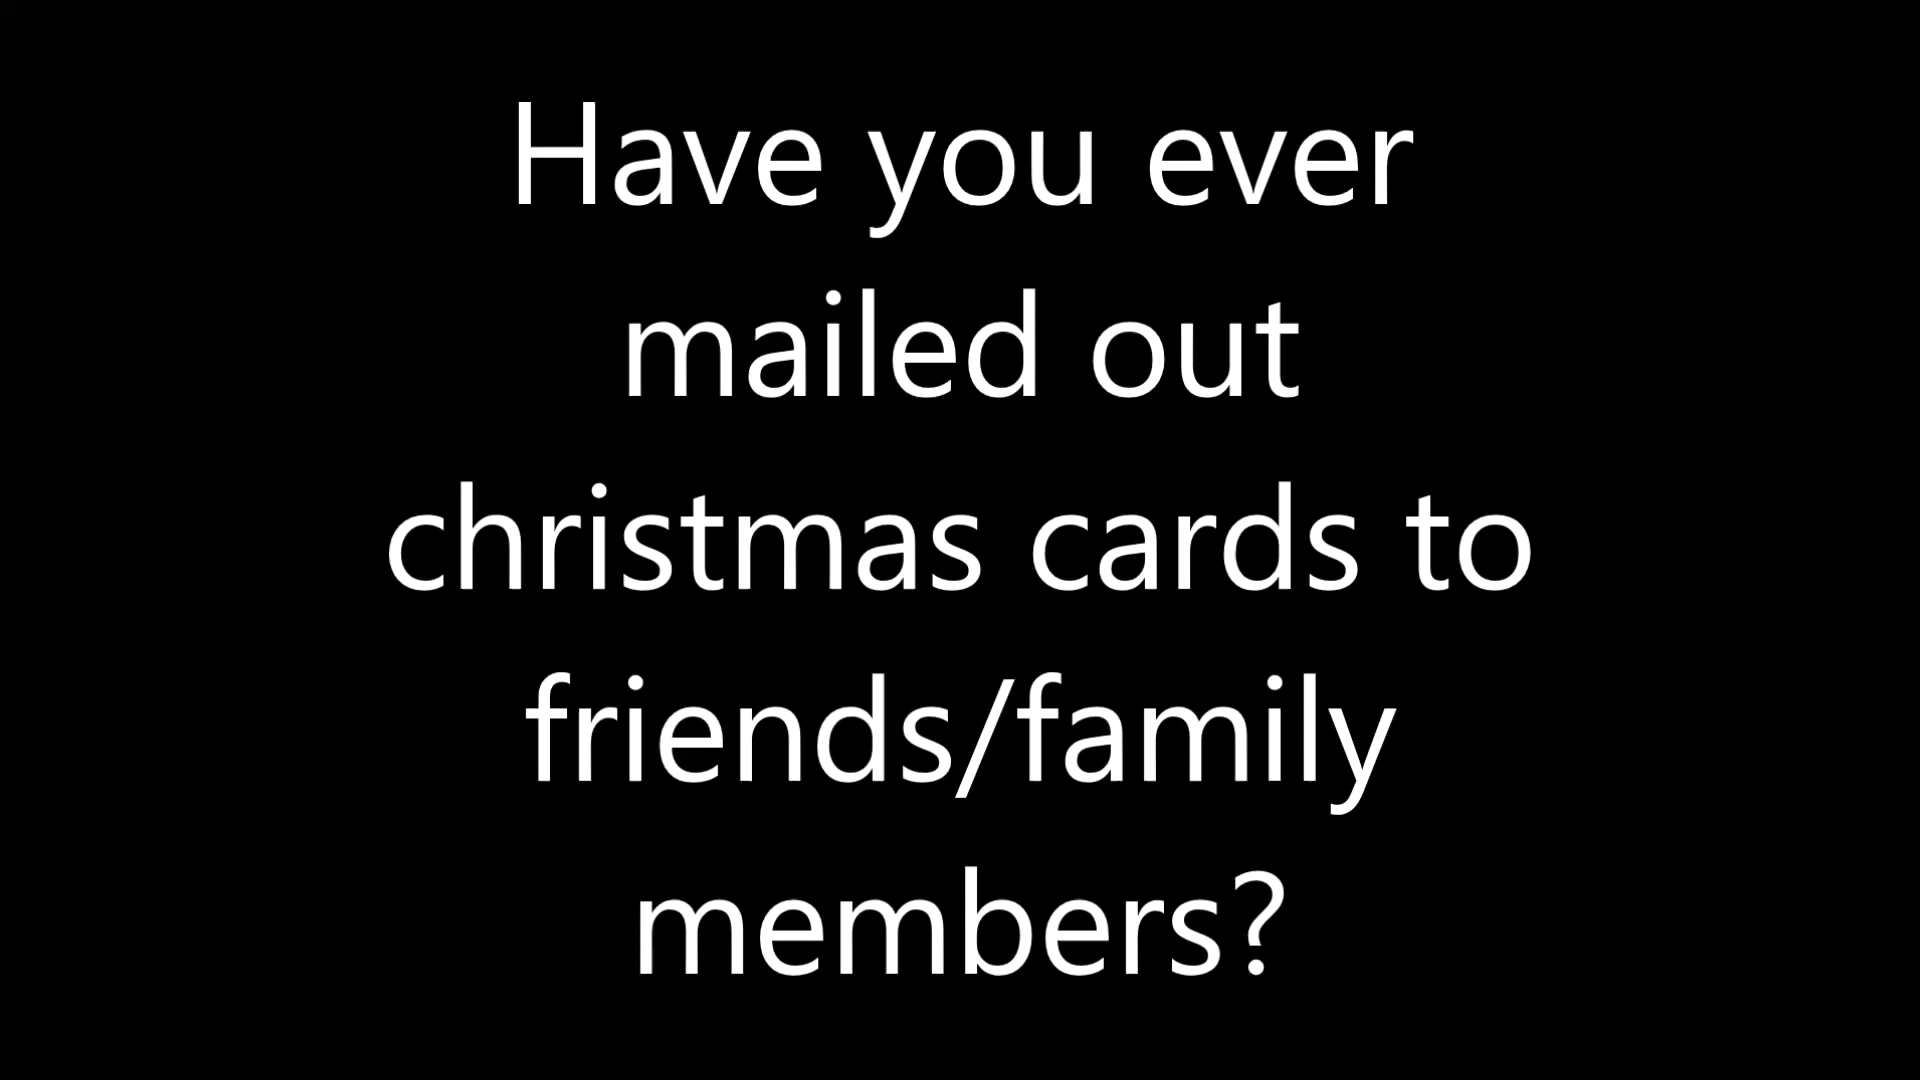 Have you ever
mailed out
christmas cards to
friends/family
members?